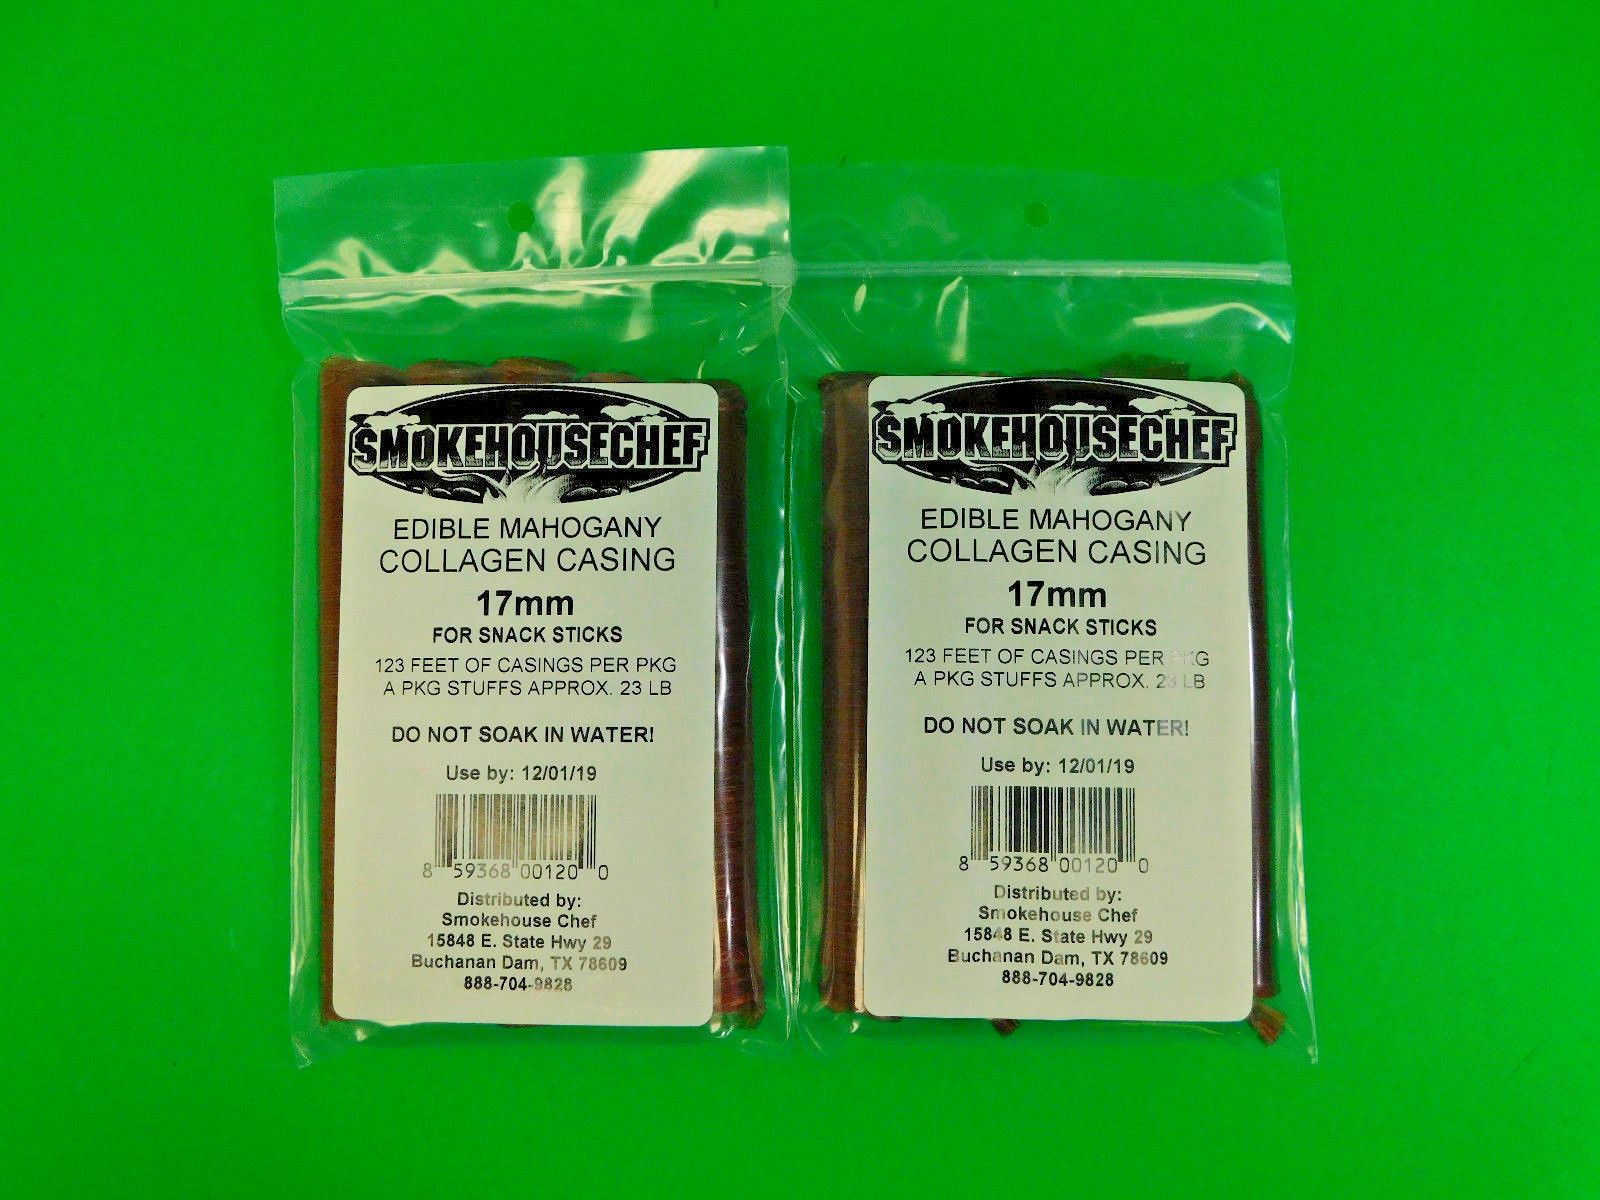 SMOKEHOUSECHEF
EDIBLE MAHOGANY
COLLAGEN CASING
17mm
FOR SNACK STICKS
123 FEET OF CASINGS PER PKG
A PKG STUFFS APPROX. 23 LB
DO NOT SOAK IN WATER!
Use by: 12/01/19
8 59368 00120 0
Distributed by:
Smokehouse Chef
15848 E. State Hwy 29
Buchanan Dam, TX 78609
888-704-9828
SMOKEHOUSECHEF
EDIBLE MAHOGANY
COLLAGEN CASING
17mm
FOR SNACK STICKS
123 FEET OF CASINGS PER PKG
A PKG STUFFS APPROX. 23 LB
DO NOT SOAK IN WATER!
Use by: 12/01/19
8 59368 00120 0
Distributed by:
Smokehouse Chef
15848 E. State Hwy 29
Buchanan Dam, TX 78609
888-704-9828